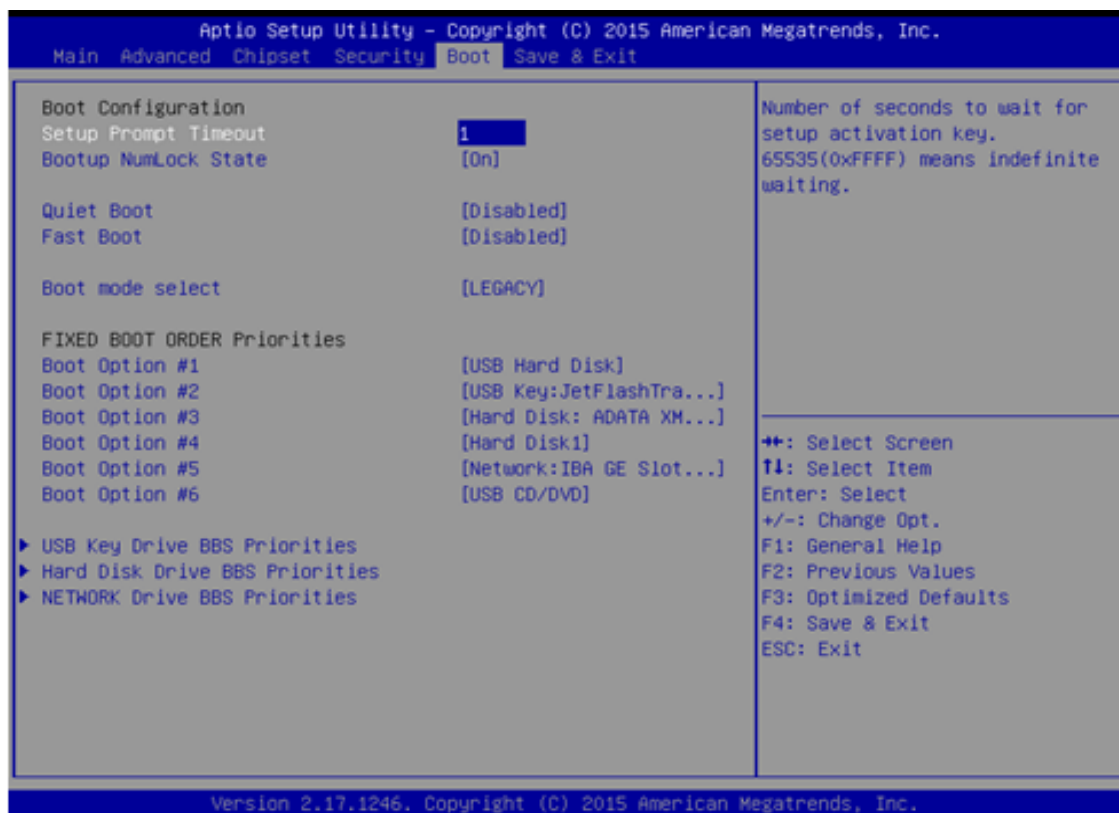 Aptio Setup Utility - Copyright (C) 2015 American Megatrends, Inc.
Main Advanced Chipset Security Boot Save & Exit
Boot Configuration
Setup Prompt Timeout 1
Bootup NumLock State [On]
Quiet Boot [Disabled]
Fast Boot [Disabled]
Boot mode select [LEGACY]
FIXED BOOT ORDER Priorities
Boot Option #1 [USB Hard Disk]
Boot Option #2 [USB Key:JetFlashTra...]
Boot Option #3 [Hard Disk: ADATA XM...]
Boot Option #4 [Hard Disk1]
Boot Option #5 [Network:IBA GE Slot...]
Boot Option #6 [USB CD/DVD]
USB Key Drive BBS Priorities
Hard Disk Drive BBS Priorities
NETWORK Drive BBS Priorities
Number of seconds to wait for
setup activation key.
65535(0xFFFF) means indefinite
waiting.
→←: Select Screen
↑↓: Select Item
Enter: Select
+/-: Change Opt.
F1: General Help
F2: Previous Values
F3: Optimized Defaults
F4: Save & Exit
ESC: Exit
Version 2.17.1246. Copyright (C) 2015 American Megatrends, Inc.